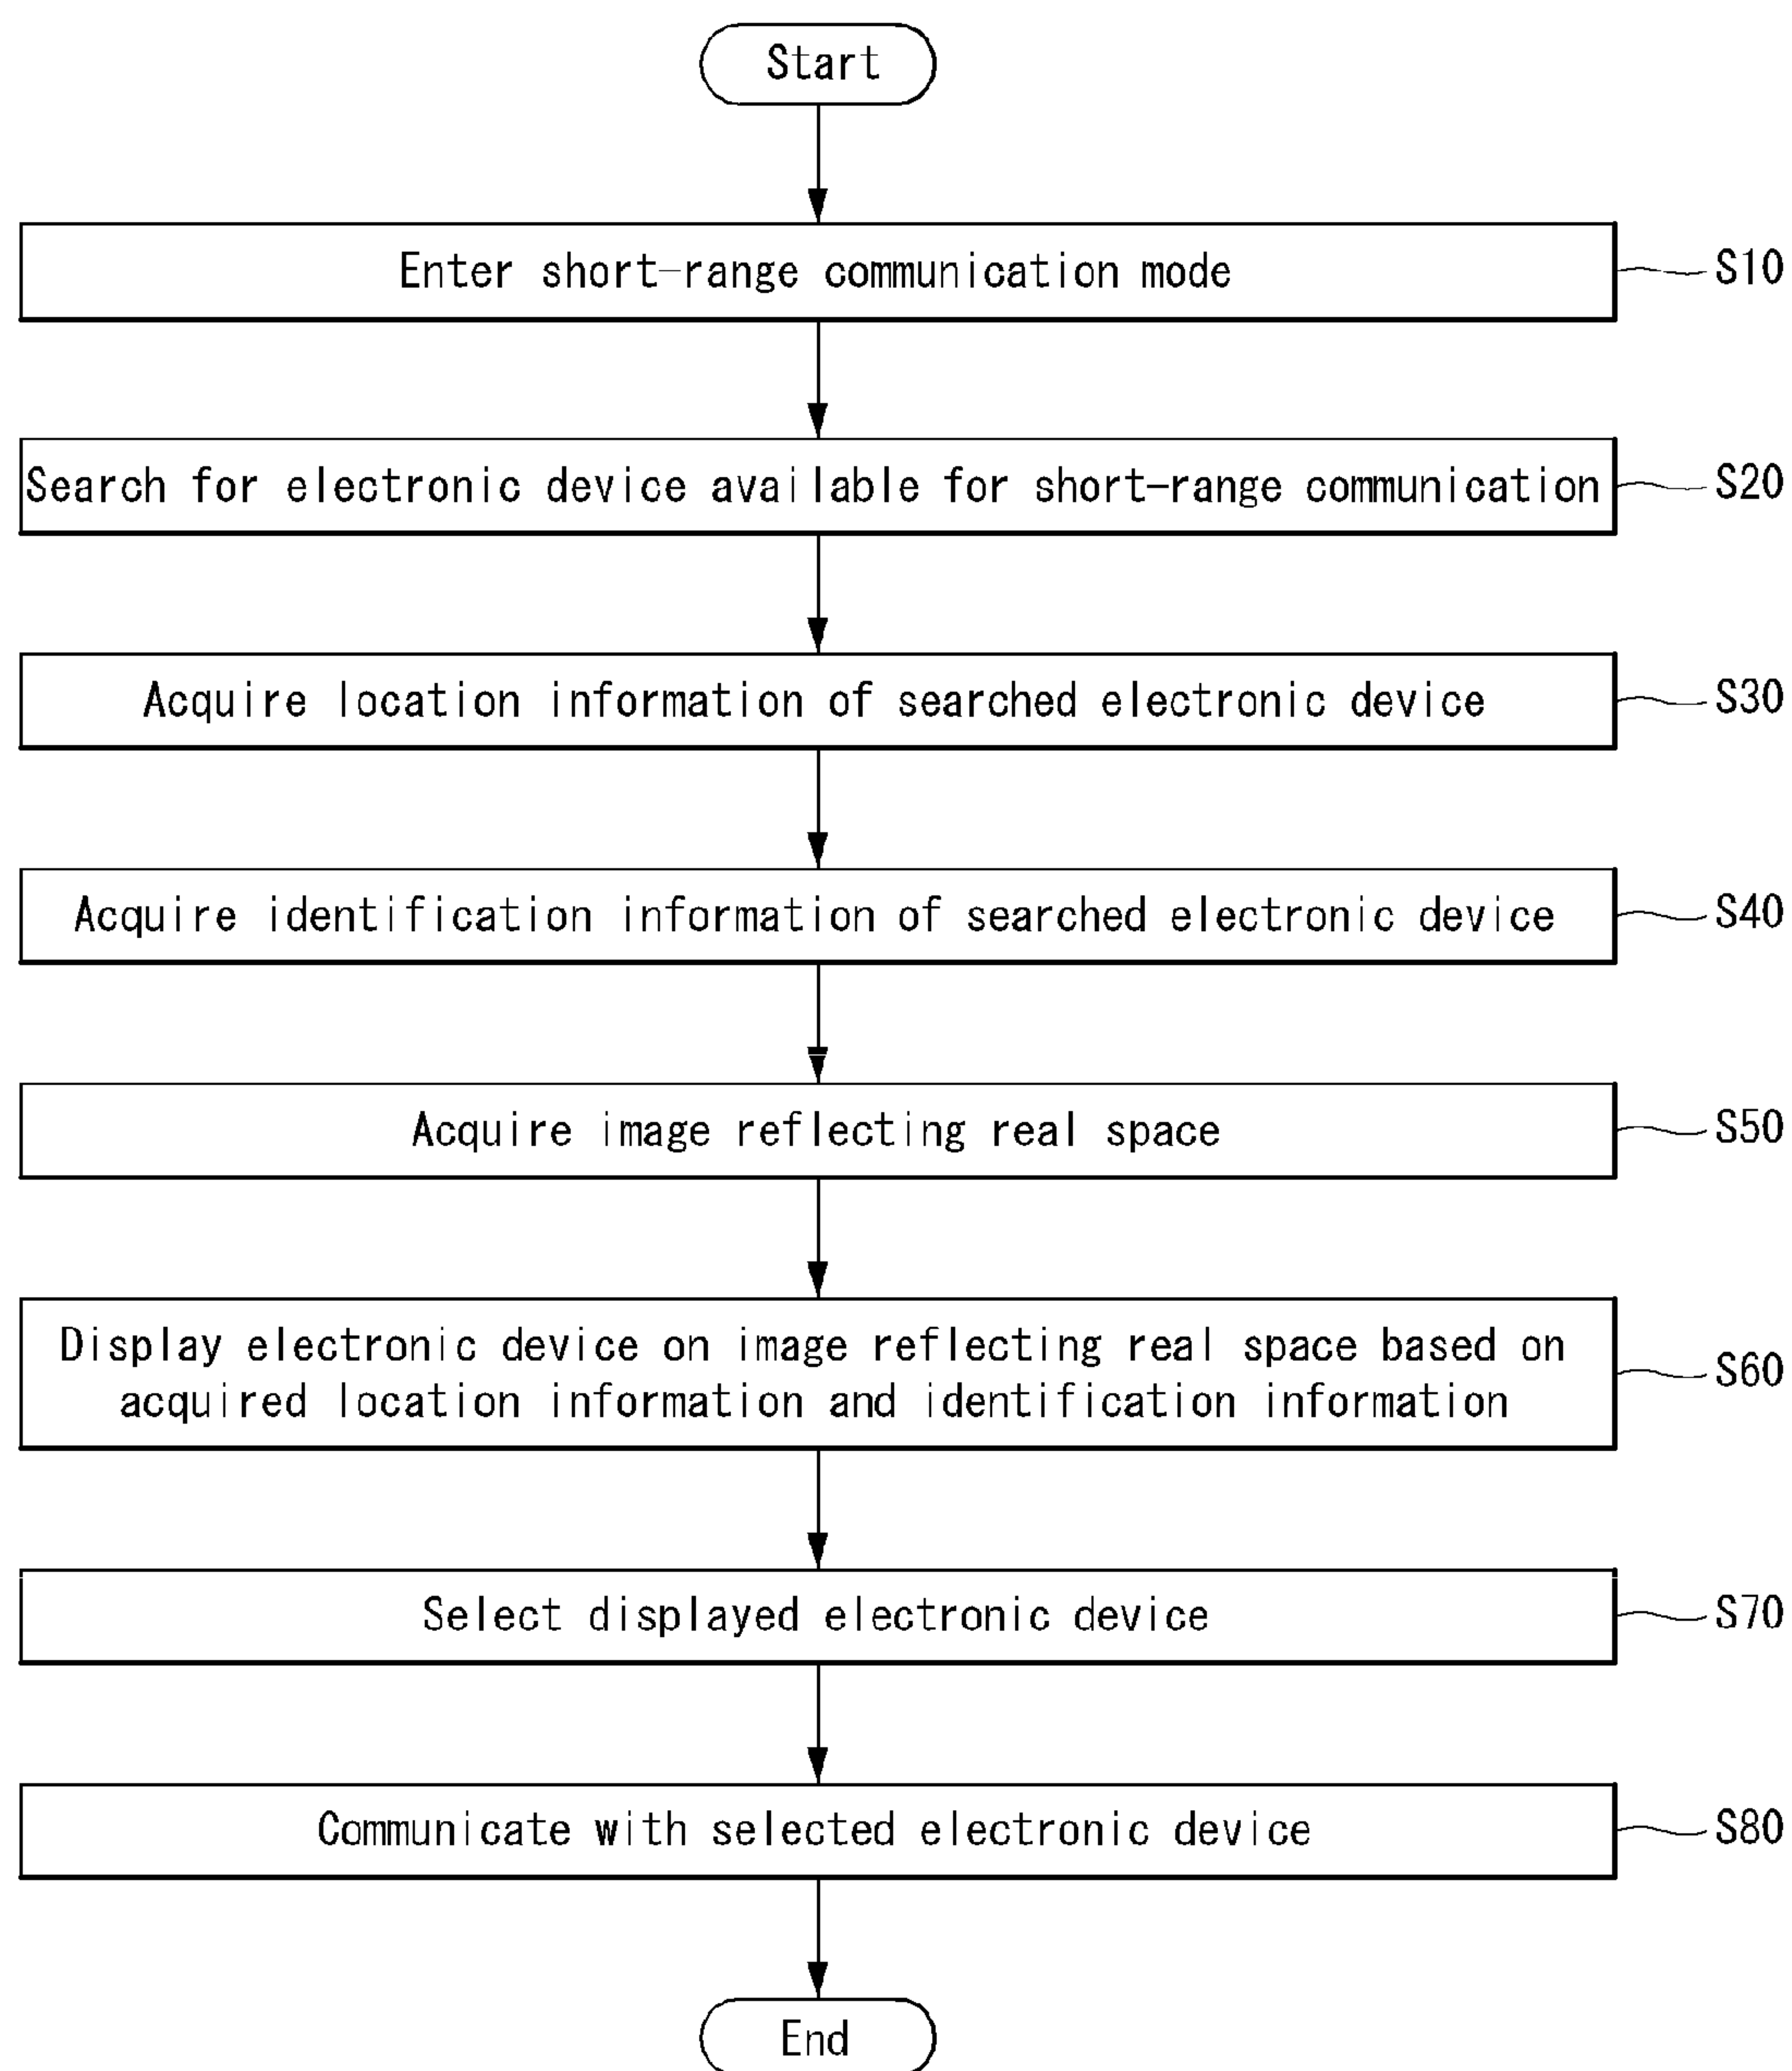 Start
Enter short-range communication mode
S10
Search for electronic device available for short-range communication
S20
Acquire location information of searched electronic device
S30
Acquire identification information of searched electronic device
S40
Acquire image reflecting real space
S50
Display electronic device on image reflecting real space based on
acquired location information and identification information
S60
Select displayed electronic device
S70
Communicate with selected electronic device
S80
End